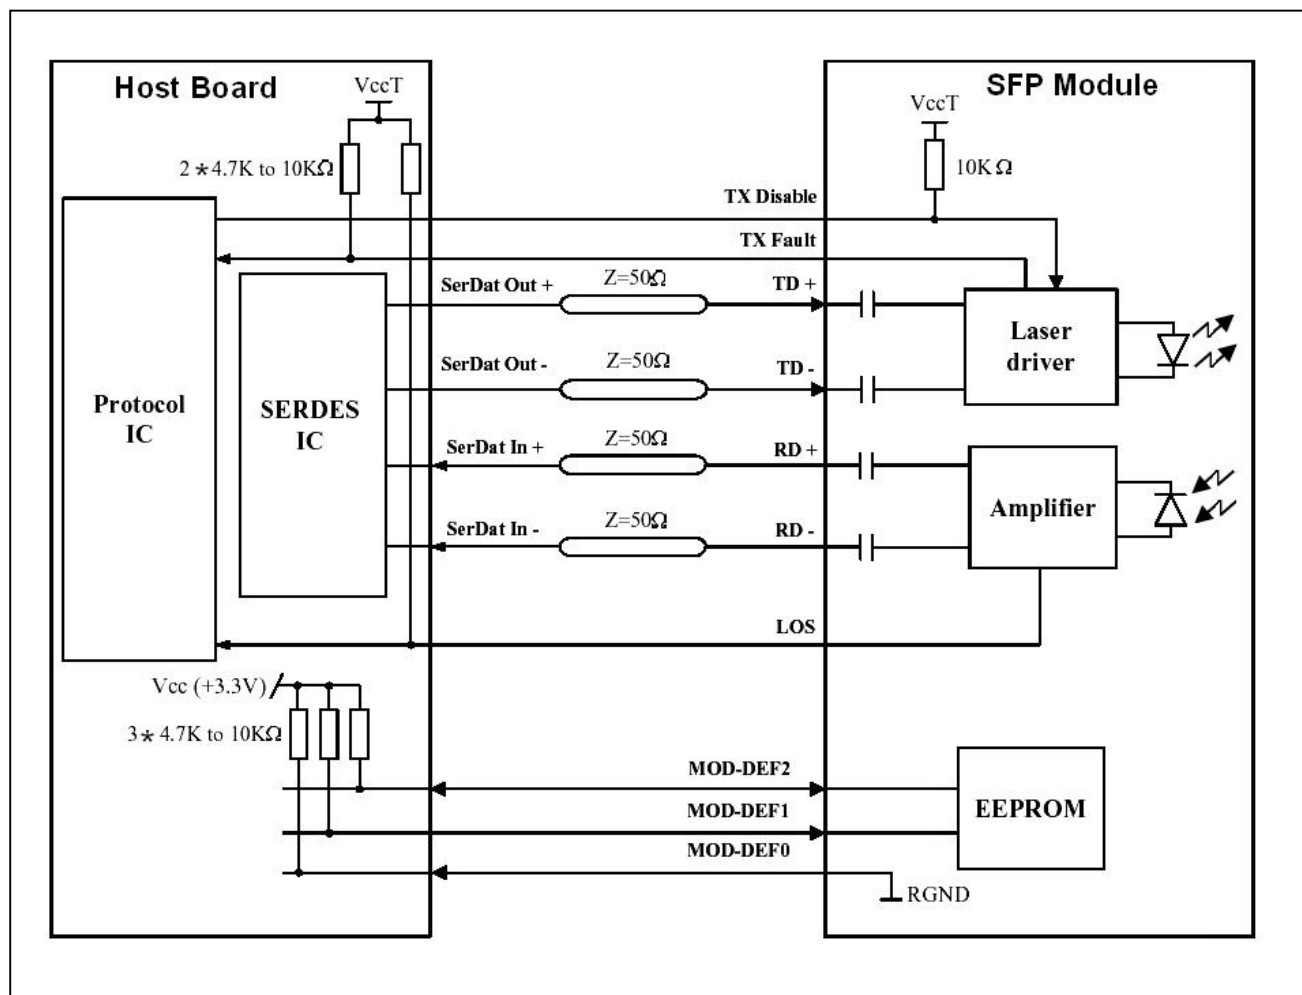 Host Board
SFP Module
VccT
VccT
2*4.7K to 10KΩ
10KΩ
TX Disable
TX Fault
SerDat Out +
Z=50Ω
TD +
Laser
driver
SerDat Out -
Z=50Ω
TD -
Protocol
IC
SERDES
IC
SerDat In +
Z=50Ω
RD +
Amplifier
SerDat In -
Z=50Ω
RD -
LOS
Vcc (+3.3V)
3* 4.7K to 10KΩ
MOD-DEF2
MOD-DEF1
EEPROM
MOD-DEF0
RGND